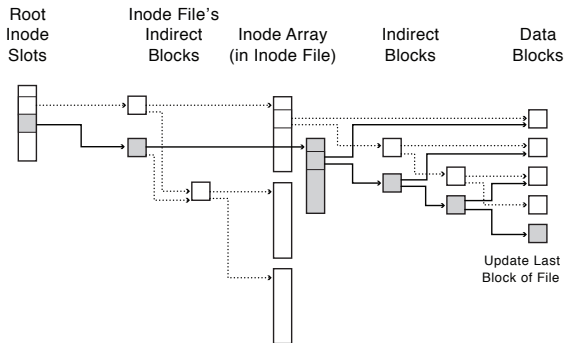 Root
Inode
Slots
Inode File's
Indirect
Blocks
Inode Array
(in Inode File)
Indirect
Blocks
Data
Blocks
Update Last
Block of File